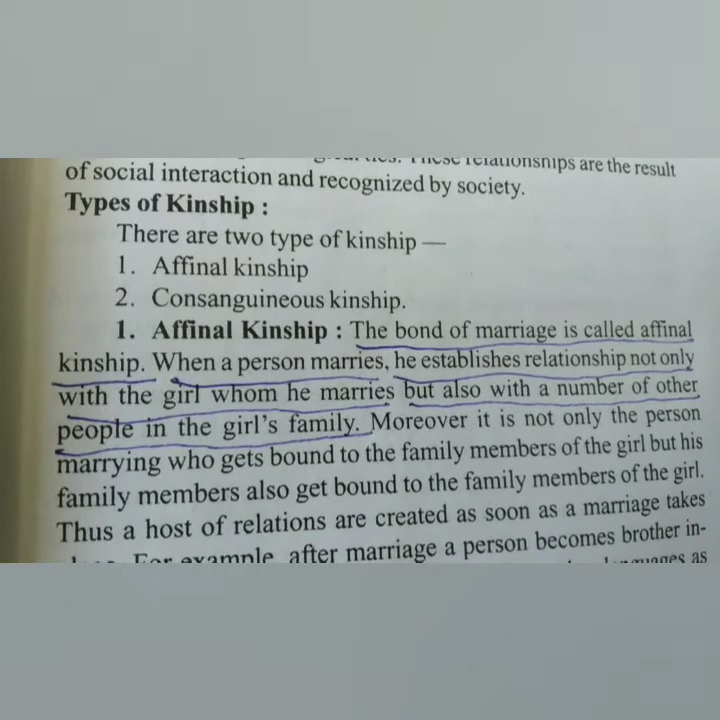 These relationships are the result
of social interaction and recognized by society.
Types of Kinship :
There are two type of kinship —
1. Affinal kinship
2. Consanguineous kinship.
1. Affinal Kinship : The bond of marriage is called affinal
kinship. When a person marries, he establishes relationship not only
with the girl whom he marries but also with a number of other
people in the girl's family. Moreover it is not only the person
marrying who gets bound to the family members of the girl but his
family members also get bound to the family members of the girl.
Thus a host of relations are created as soon as a marriage takes
For example, after marriage a person becomes brother in-
as